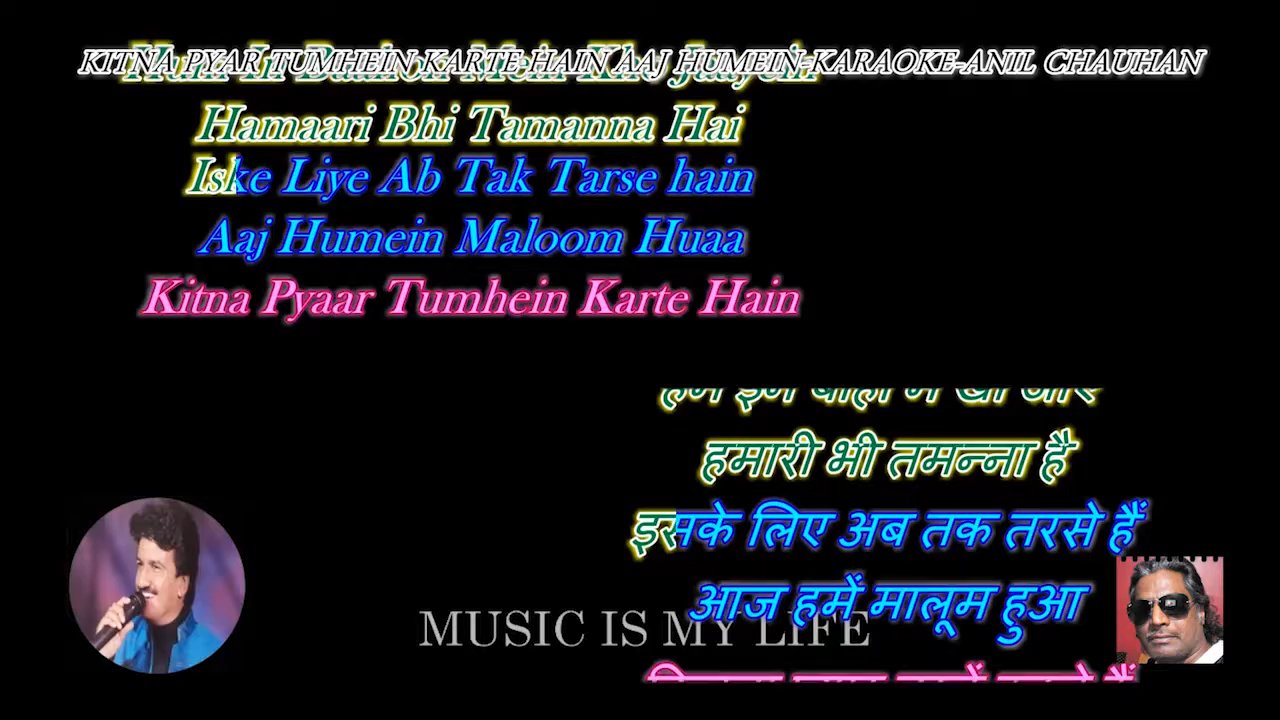 KITNA PYAR TUMHEIN KARTE HAIN AAJ HUMEIN-KARAOKE-ANIL CHAUHAN
Hamaari Bhi Tamanna Hai
Iske Liye Ab Tak Tarse hain
Aaj Humein Maloom Huaa
Kitna Pyaar Tumhein Karte Hain
हमारी भी तमन्ना है
इसके लिए अब तक तरसे हैं
आज हमें मालूम हुआ
MUSIC IS MY LIFE